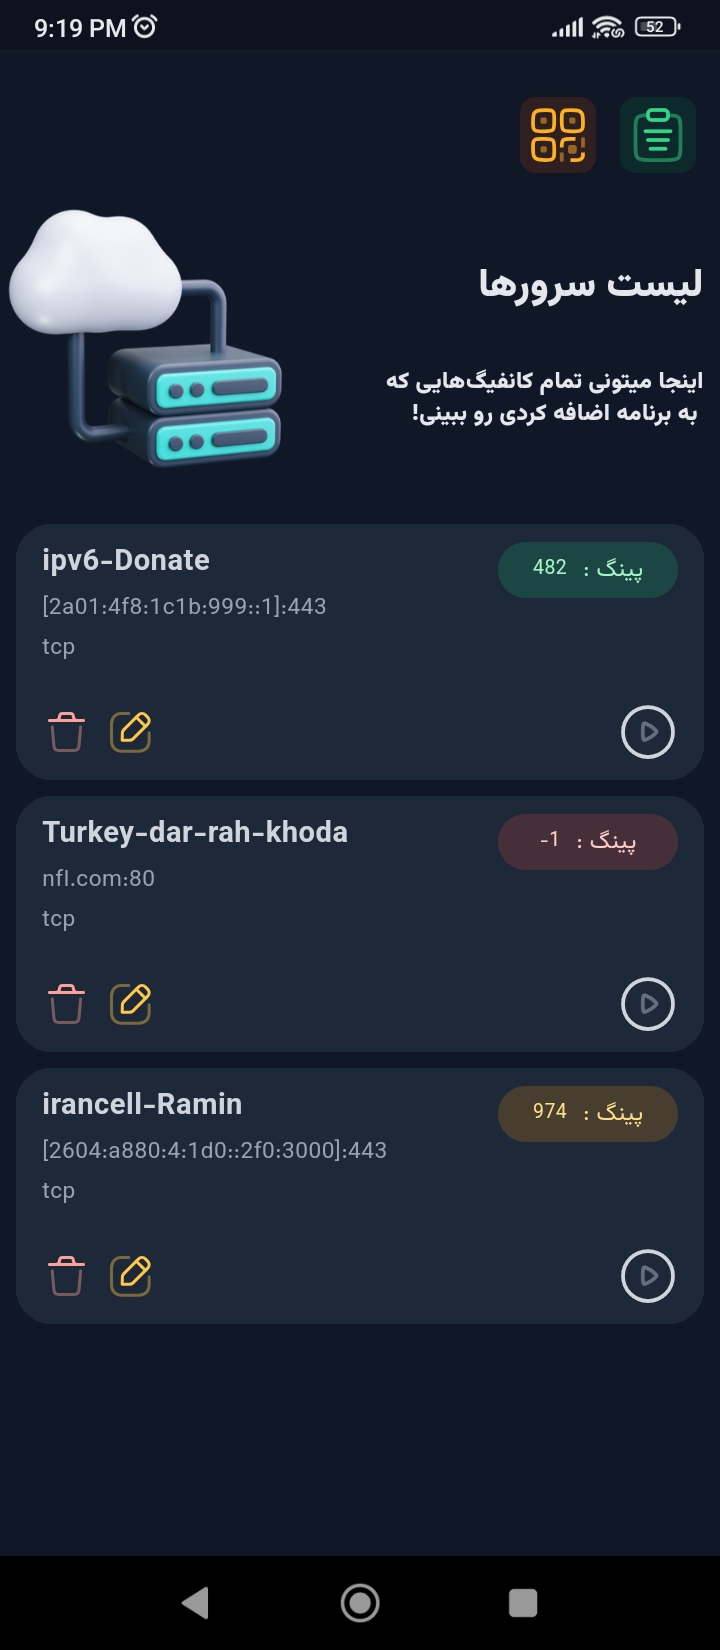 9:19 PM
52
لیست سرورها
اینجا میتونی تمام کانفیگ‌هایی که
به برنامه اضافه کردی رو ببینی!
ipv6-Donate
پینگ : 482
[2a01:4f8:1c1b:999::1]:443
tcp
Turkey-dar-rah-khoda
پینگ : -1
nfl.com:80
tcp
irancell-Ramin
پینگ : 974
[2604:a880:4:1d0::2f0:3000]:443
tcp